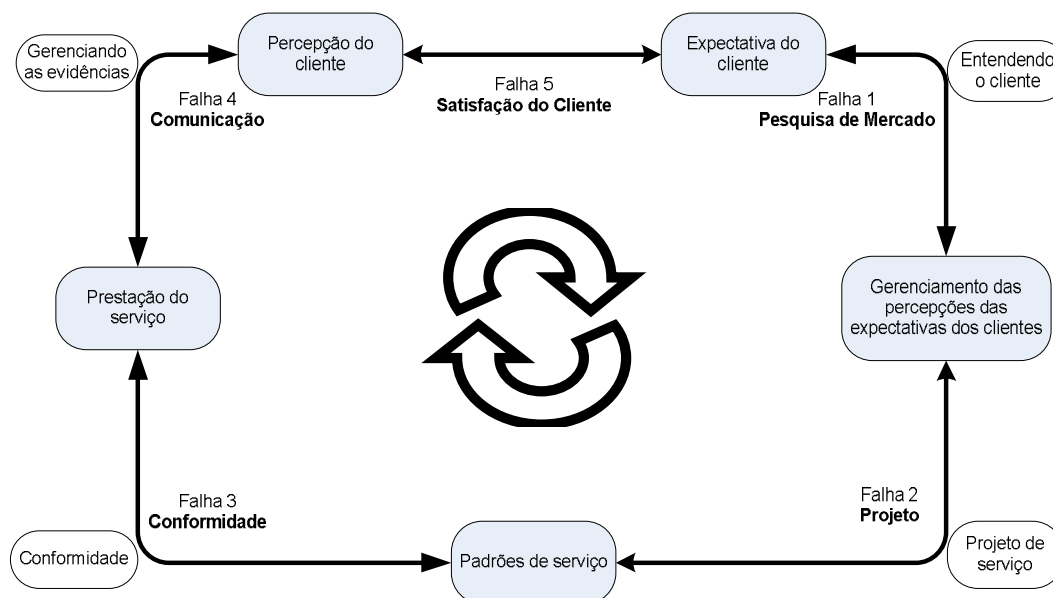 Gerenciando
as evidências
Percepção do
cliente
Expectativa do
cliente
Entendendo
o cliente
Falha 4
Comunicação
Falha 5
Satisfação do Cliente
Falha 1
Pesquisa de Mercado
Prestação do
serviço
Gerenciamento das
percepções das
expectativas dos clientes
Falha 3
Conformidade
Falha 2
Projeto
Conformidade
Padrões de serviço
Projeto de
serviço